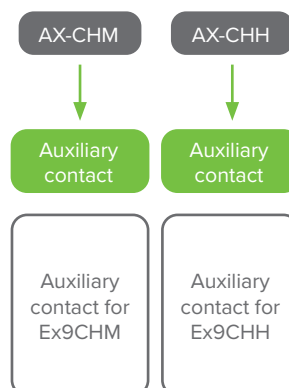 AX-CHM
AX-CHH
Auxiliary
contact
Auxiliary
contact
Auxiliary
contact for
Ex9CHM
Auxiliary
contact for
Ex9CHH